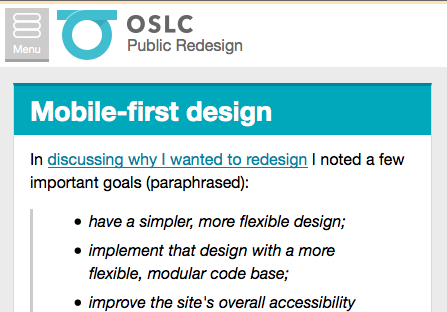 Menu
OSLC
Public Redesign
Mobile-first design
In discussing why I wanted to redesign I noted a few
important goals (paraphrased):
• have a simpler, more flexible design;
• implement that design with a more
flexible, modular code base;
• improve the site's overall accessibility